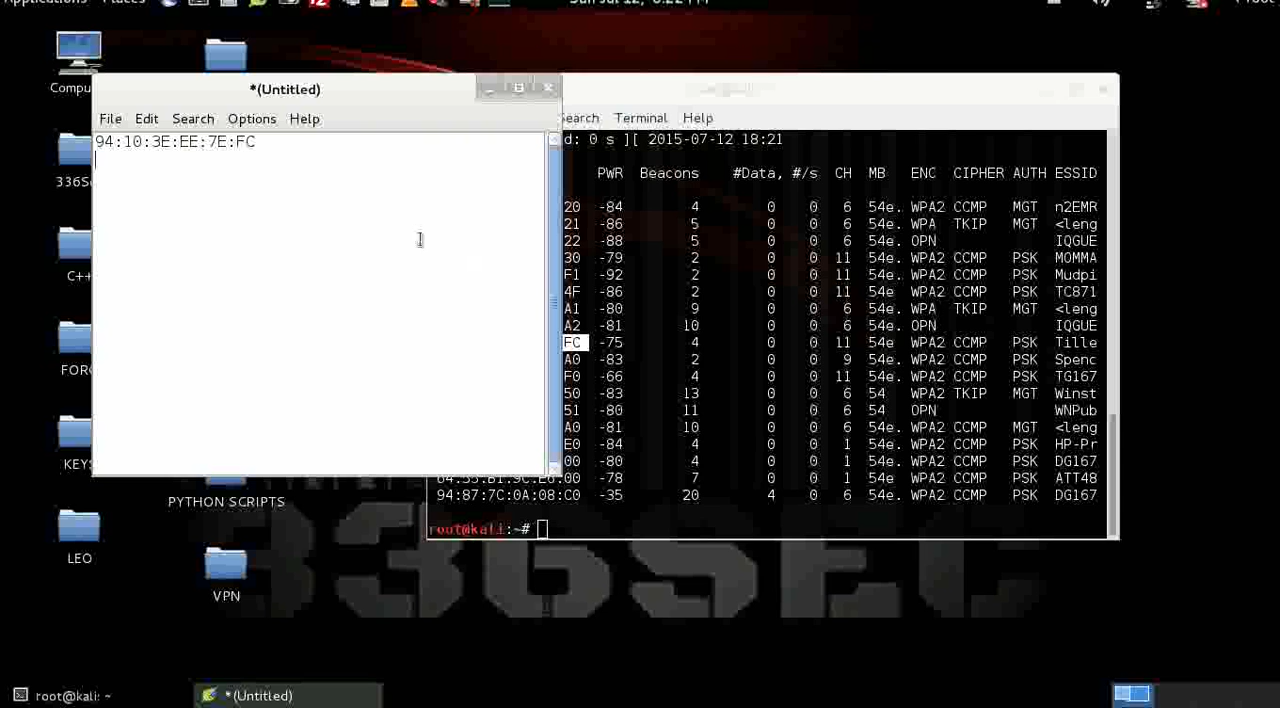 Applications Places Sun Jul 12, 6:22 PM root
Compu
336S
C++
FOR
KEYS
LEO
PYTHON SCRIPTS
VPN
*(Untitled)
File Edit Search Options Help
94:10:3E:EE:7E:FC
Search Terminal Help
d: 0 s ][ 2015-07-12 18:21
PWR Beacons #Data, #/s CH MB ENC CIPHER AUTH ESSID
20 -84 4 0 0 6 54e. WPA2 CCMP MGT n2EMR
21 -86 5 0 0 6 54e. WPA TKIP MGT <leng
22 -88 5 0 0 6 54e. OPN IQGUE
30 -79 2 0 0 11 54e. WPA2 CCMP PSK MOMMA
F1 -92 2 0 0 11 54e. WPA2 CCMP PSK Mudpi
4F -86 2 0 0 11 54e WPA2 CCMP PSK TC871
A1 -80 9 0 0 6 54e. WPA TKIP MGT <leng
A2 -81 10 0 0 6 54e. OPN IQGUE
FC -75 4 0 0 11 54e. WPA2 CCMP PSK Tille
A0 -83 2 0 0 9 54e. WPA2 CCMP PSK Spenc
F0 -66 4 0 0 11 54e. WPA2 CCMP PSK TG167
50 -83 13 0 0 6 54 WPA2 TKIP MGT Winst
51 -80 11 0 0 6 54 OPN WNPub
A0 -81 10 0 0 6 54e. WPA2 CCMP MGT <leng
E0 -84 4 0 0 1 54e. WPA2 CCMP PSK HP-Pr
00 -80 4 0 0 1 54e. WPA2 CCMP PSK DG167
00 -78 7 0 0 1 54e WPA2 CCMP PSK ATT48
94:87:7C:0A:08:C0 -35 20 4 0 6 54e. WPA2 CCMP PSK DG167
root@kali:~#
336SEC
root@kali: ~
*(Untitled)